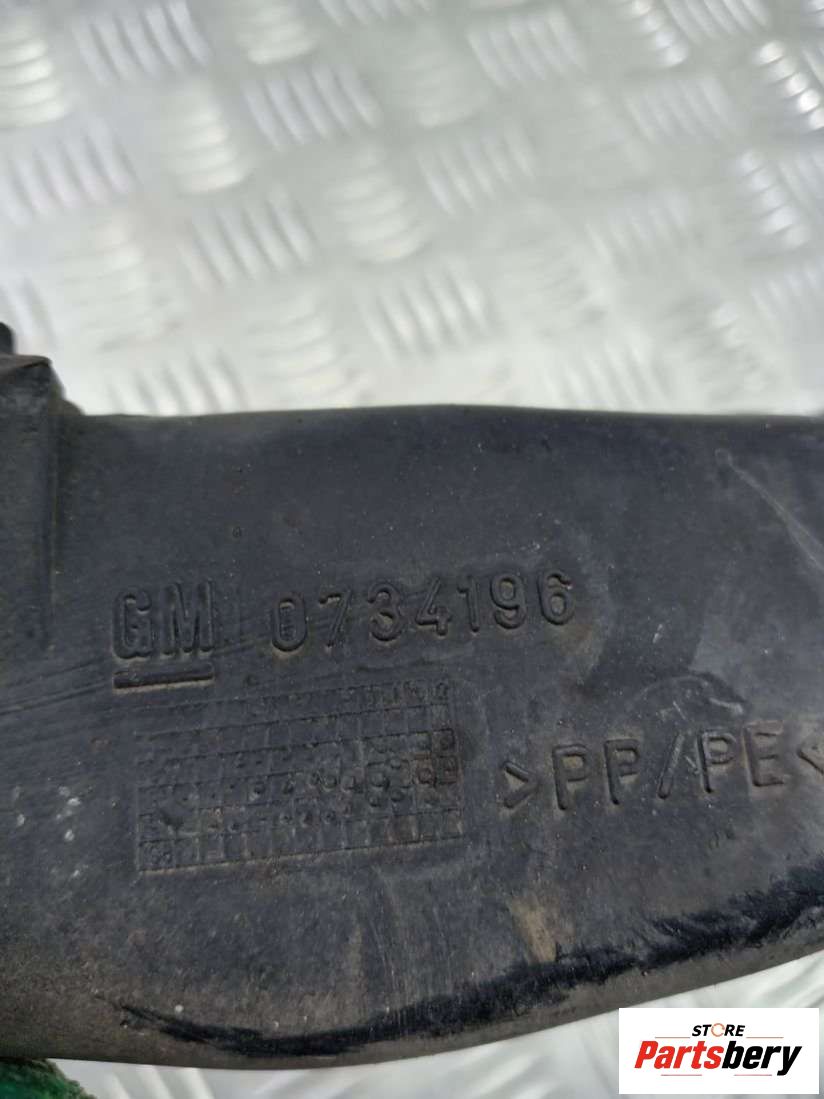 GM 0734196
>PP/PE<
STORE
Partsbery